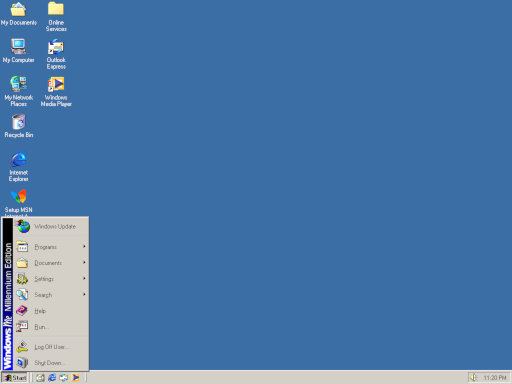 My Documents
Online
Services
My Computer
Outlook
Express
My Network
Places
Windows
Media Player
Recycle Bin
Internet
Explorer
Setup MSN
Windows Update
Programs
Documents
Settings
Search
Help
Run...
Log Off User...
Shut Down...
Windows Me Millennium Edition
Start
11:20 PM